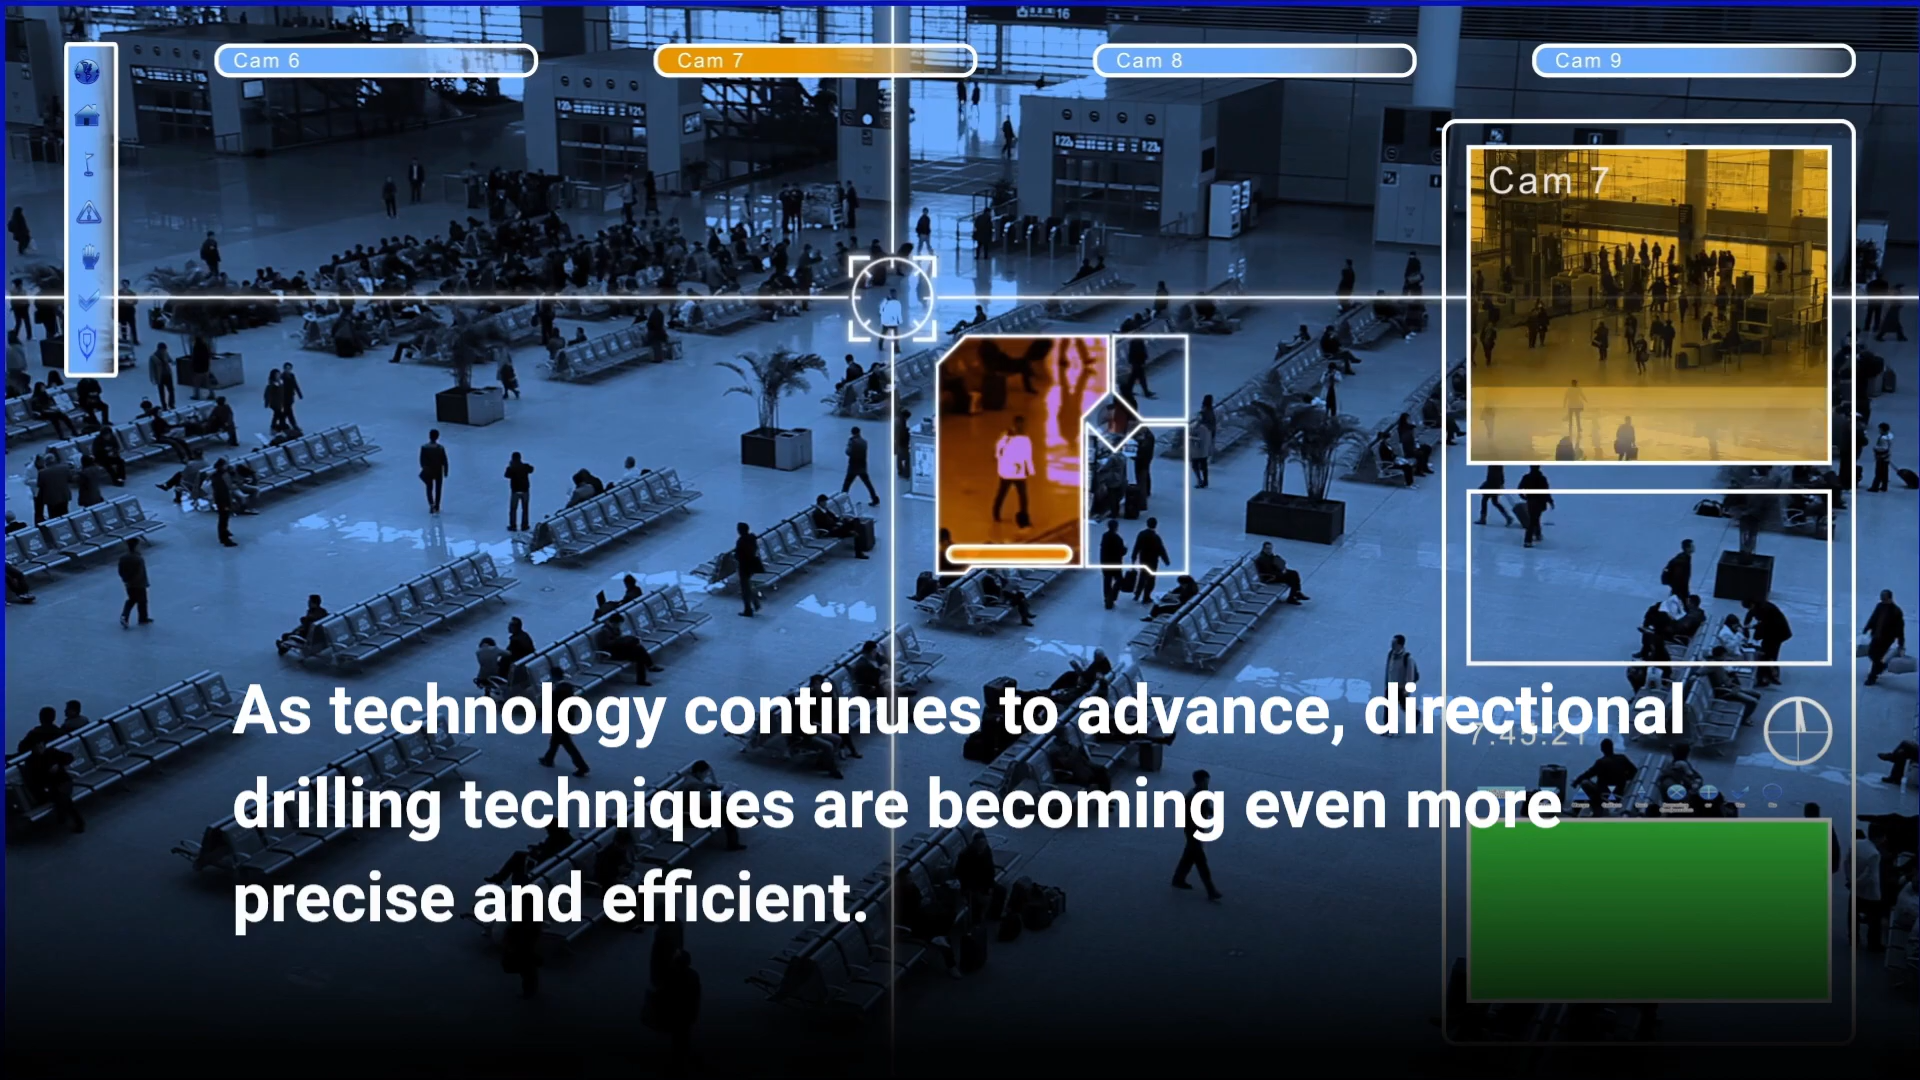 16
Cam 6
Cam 7
Cam 8
Cam 9
Cam 7
As technology continues to advance, directional
drilling techniques are becoming even more
precise and efficient.